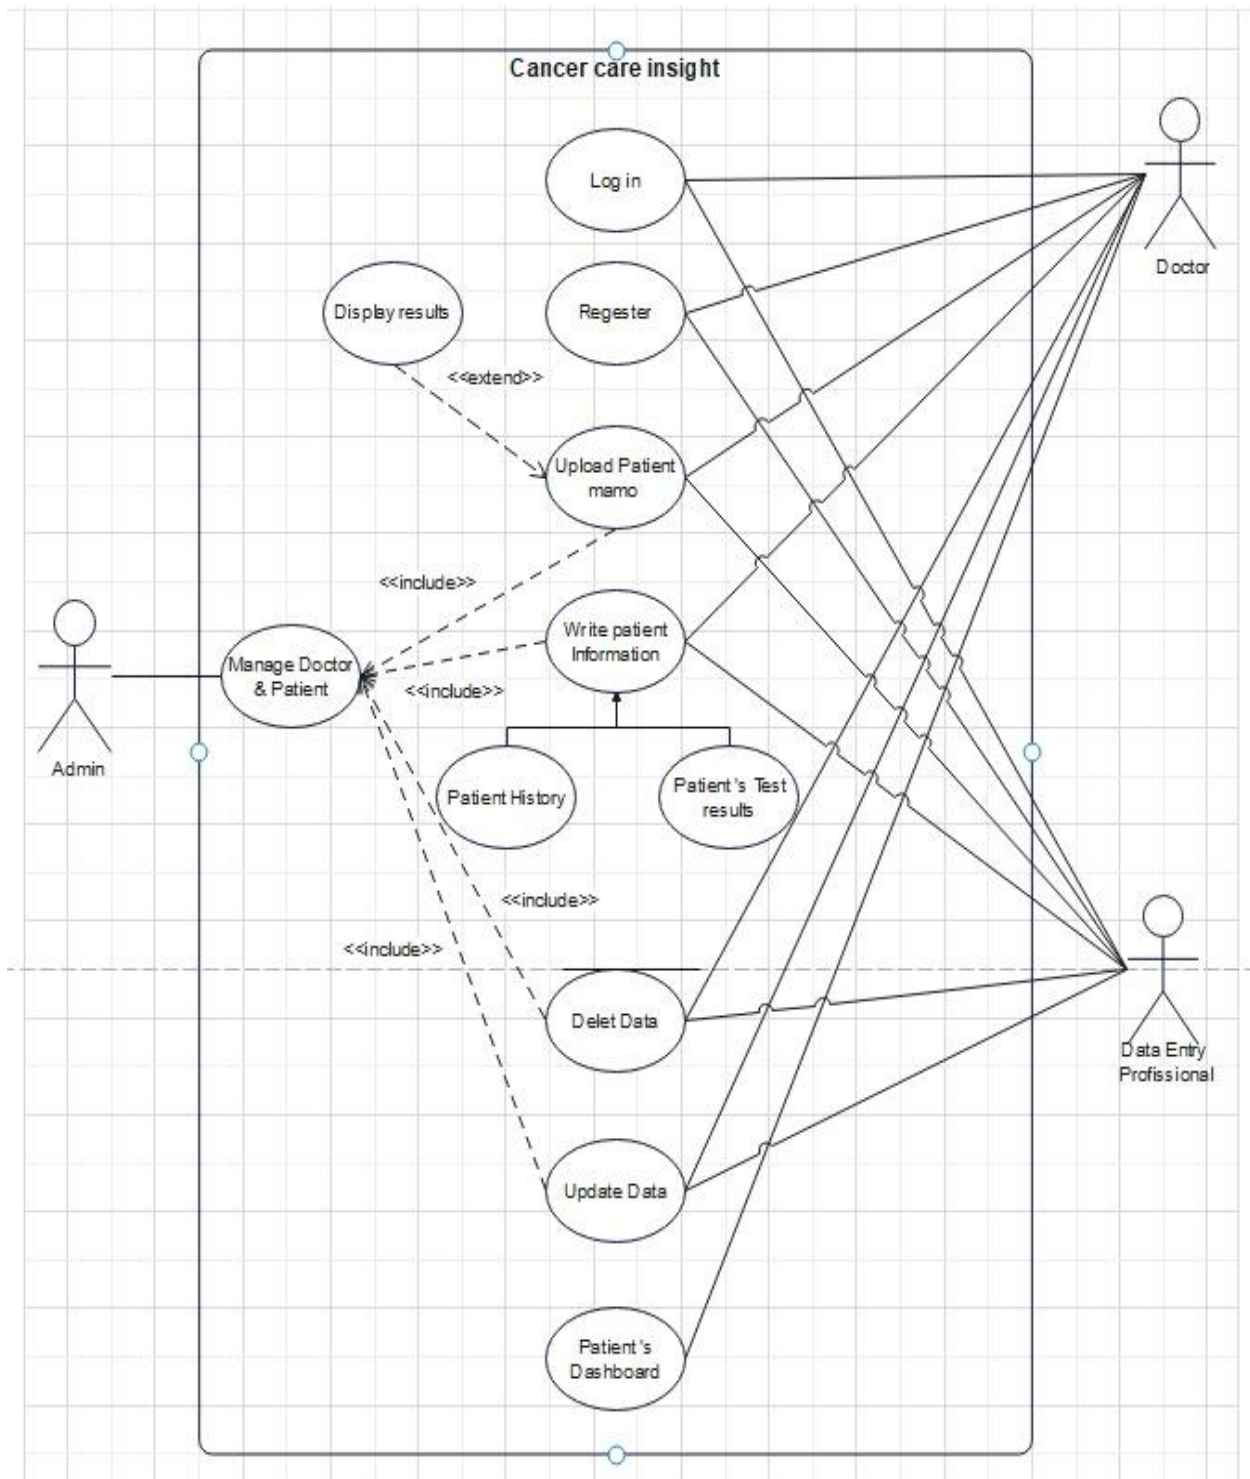 Cancer care insight
Log in
Doctor
Display results
Regester
<<extend>>
Upload Patient
mamo
<<include>>
Write patient
Information
Manage Doctor
& Patient
<<include>>
Admin
Patient History
Patient's Test
results
<<include>>
<<include>>
Delet Data
Data Entry
Profissional
Update Data
Patient's
Dashboard